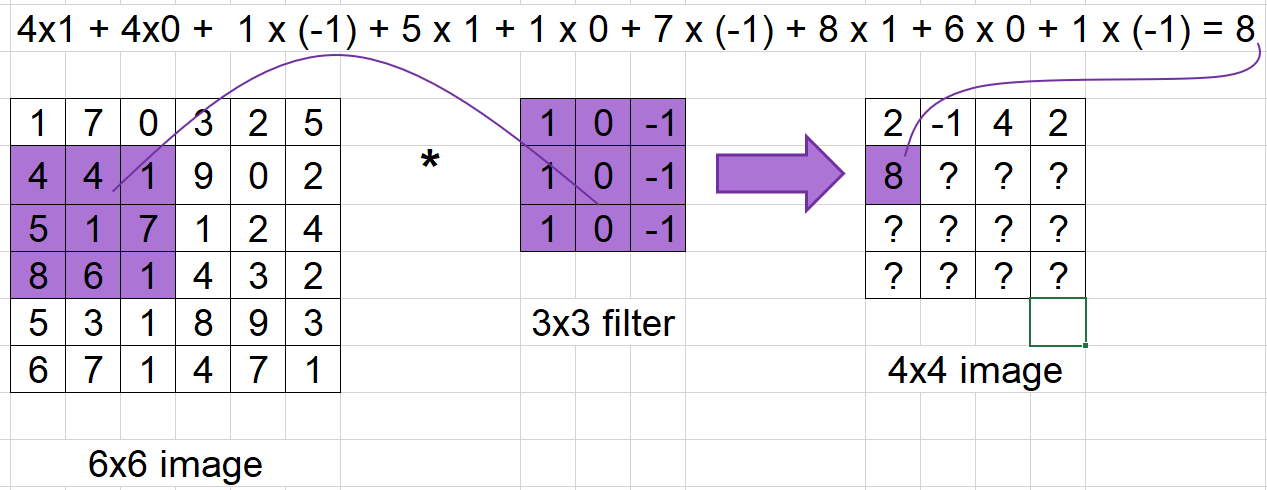 4x1 + 4x0 +  1 x (-1) + 5 x 1 + 1 x 0 + 7 x (-1) + 8 x 1 + 6 x 0 + 1 x (-1) = 8
1 7 0 3 2 5
4 4 1 9 0 2
5 1 7 1 2 4
8 6 1 4 3 2
5 3 1 8 9 3
6 7 1 4 7 1
6x6 image
*
1 0 -1
1 0 -1
1 0 -1
3x3 filter
2 -1 4 2
8 ? ? ?
? ? ? ?
? ? ? ?
4x4 image